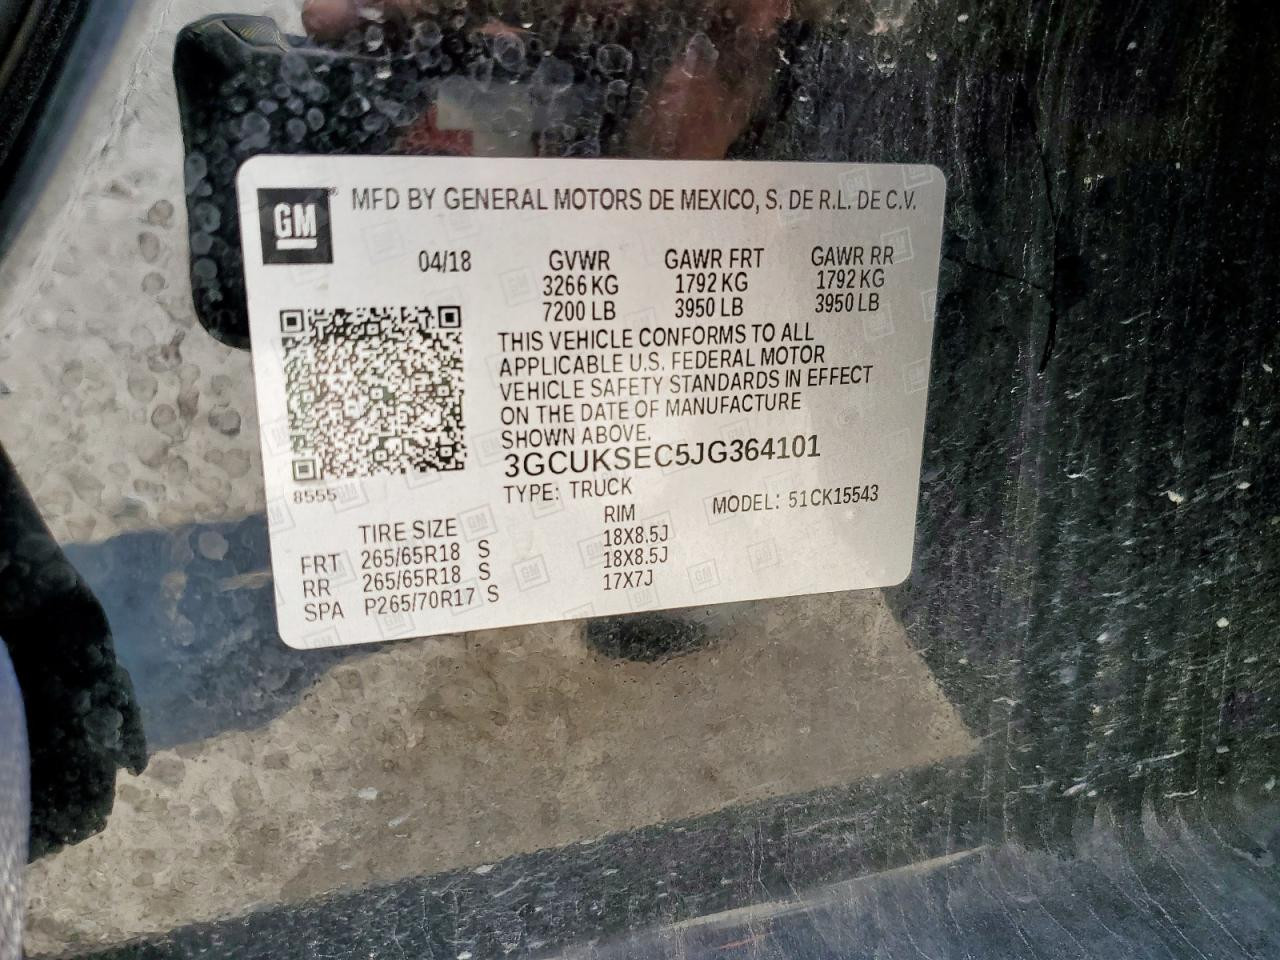 GM MFD BY GENERAL MOTORS DE MEXICO, S. DE R.L. DE C.V.
04/18 GVWR GAWR FRT GAWR RR
3266 KG 1792 KG 1792 KG
7200 LB 3950 LB 3950 LB
THIS VEHICLE CONFORMS TO ALL
APPLICABLE U.S. FEDERAL MOTOR
VEHICLE SAFETY STANDARDS IN EFFECT
ON THE DATE OF MANUFACTURE
SHOWN ABOVE.
3GCUKSEC5JG364101
8555 TYPE: TRUCK MODEL: 51CK15543
TIRE SIZE RIM
FRT 265/65R18 S 18X8.5J
RR 265/65R18 S 18X8.5J
SPA P265/70R17 S 17X7J